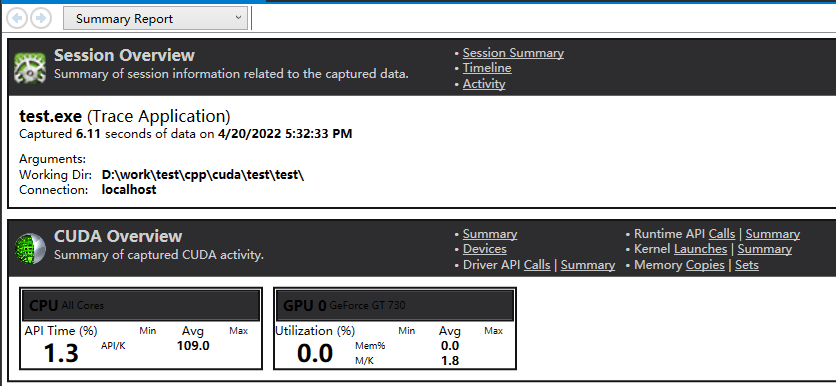 Summary Report
Session Overview
Summary of session information related to the captured data.
• Session Summary
• Timeline
• Activity
test.exe (Trace Application)
Captured 6.11 seconds of data on 4/20/2022 5:32:33 PM
Arguments:
Working Dir: D:\work\test\cpp\cuda\test\test\
Connection: localhost
CUDA Overview
Summary of captured CUDA activity.
• Summary
• Devices
• Driver API Calls | Summary
• Runtime API Calls | Summary
• Kernel Launches | Summary
• Memory Copies | Sets
CPU All Cores
API Time (%) Min Avg Max
1.3 API/K 109.0
GPU 0 GeForce GT 730
Utilization (%) Min Avg Max
0.0 Mem% 0.0
M/K 1.8